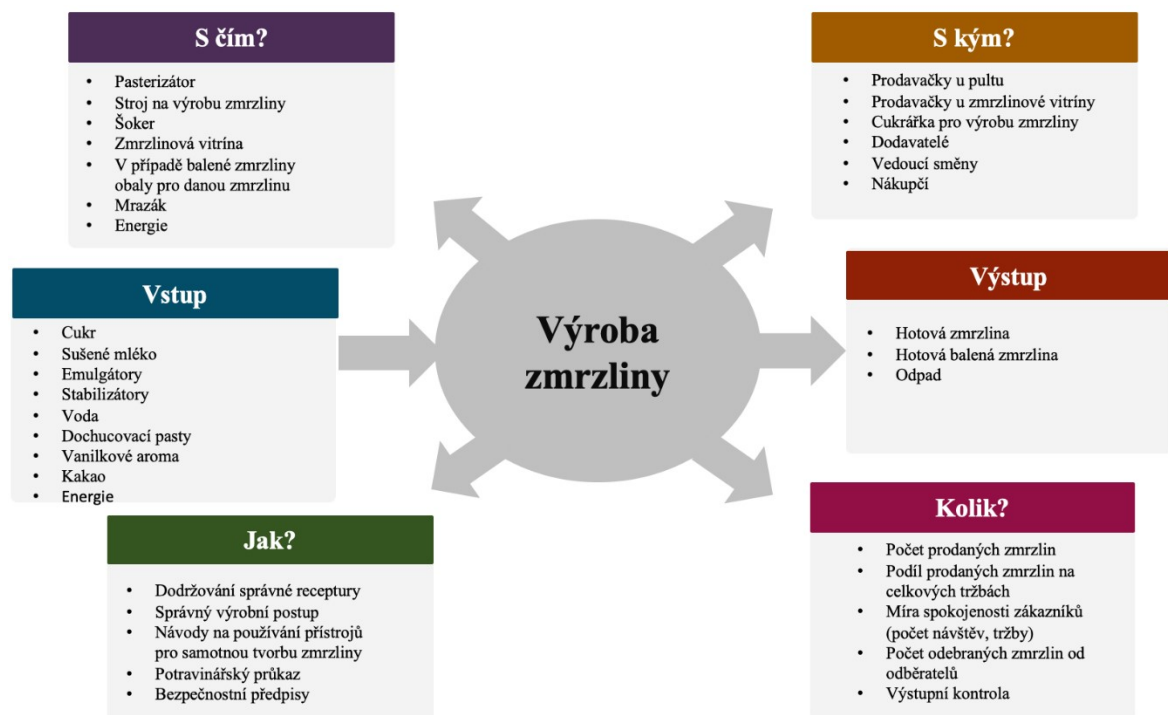 S čím?
• Pasterizátor
• Stroj na výrobu zmrzliny
• Šoker
• Zmrzlinová vitrína
• V případě balené zmrzliny
obaly pro danou zmrzlinu
• Mrazák
• Energie
S kým?
• Prodavačky u pultu
• Prodavačky u zmrzlinové vitríny
• Cukrářka pro výrobu zmrzliny
• Dodavatelé
• Vedoucí směny
• Nákupčí
Vstup
• Cukr
• Sušené mléko
• Emulgátory
• Stabilizátory
• Voda
• Dochucovací pasty
• Vanilkové aroma
• Kakao
• Energie
Výroba
zmrzliny
Výstup
• Hotová zmrzlina
• Hotová balená zmrzlina
• Odpad
Jak?
• Dodržování správné receptury
• Správný výrobní postup
• Návody na používání přístrojů
pro samotnou tvorbu zmrzliny
• Potravinářský průkaz
• Bezpečnostní předpisy
Kolik?
• Počet prodaných zmrzlin
• Podíl prodaných zmrzlin na
celkových tržbách
• Míra spokojenosti zákazníků
(počet návštěv, tržby)
• Počet odebraných zmrzlin od
odběratelů
• Výstupní kontrola